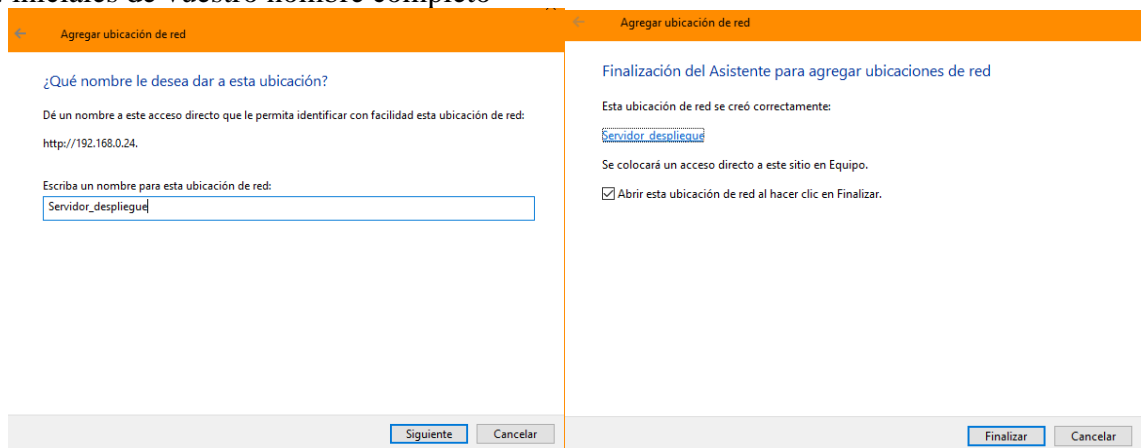 iniciales de vuestro nombre completo
Agregar ubicación de red
¿Qué nombre le desea dar a esta ubicación?
Dé un nombre a este acceso directo que le permita identificar con facilidad esta ubicación de red:
http://192.168.0.24.
Escriba un nombre para esta ubicación de red:
Servidor_despliegue
Siguiente
Cancelar
Agregar ubicación de red
Finalización del Asistente para agregar ubicaciones de red
Esta ubicación de red se creó correctamente:
Servidor_despliegue
Se colocará un acceso directo a este sitio en Equipo.
Abrir esta ubicación de red al hacer clic en Finalizar.
Finalizar
Cancelar